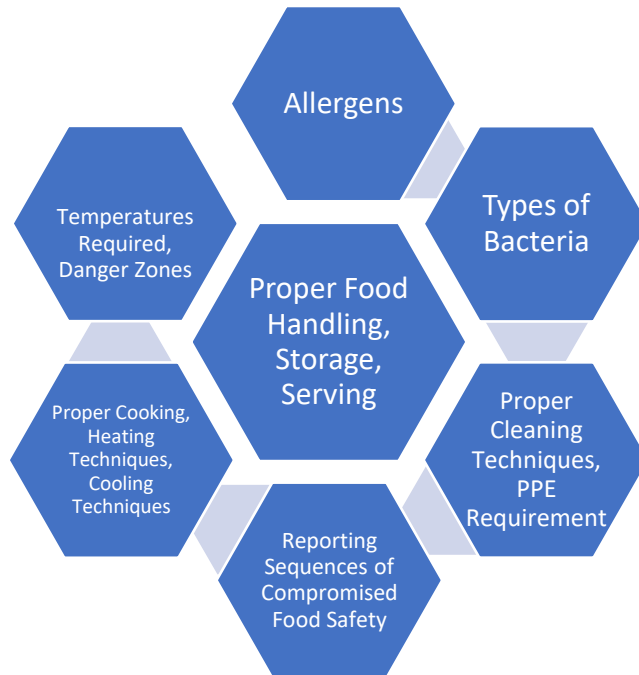 Allergens
Types of
Bacteria
Temperatures
Required,
Danger Zones
Proper Food
Handling,
Storage,
Serving
Proper
Cleaning
Techniques,
PPE
Requirement
Proper Cooking,
Heating
Techniques,
Cooling
Techniques
Reporting
Sequences of
Compromised
Food Safety